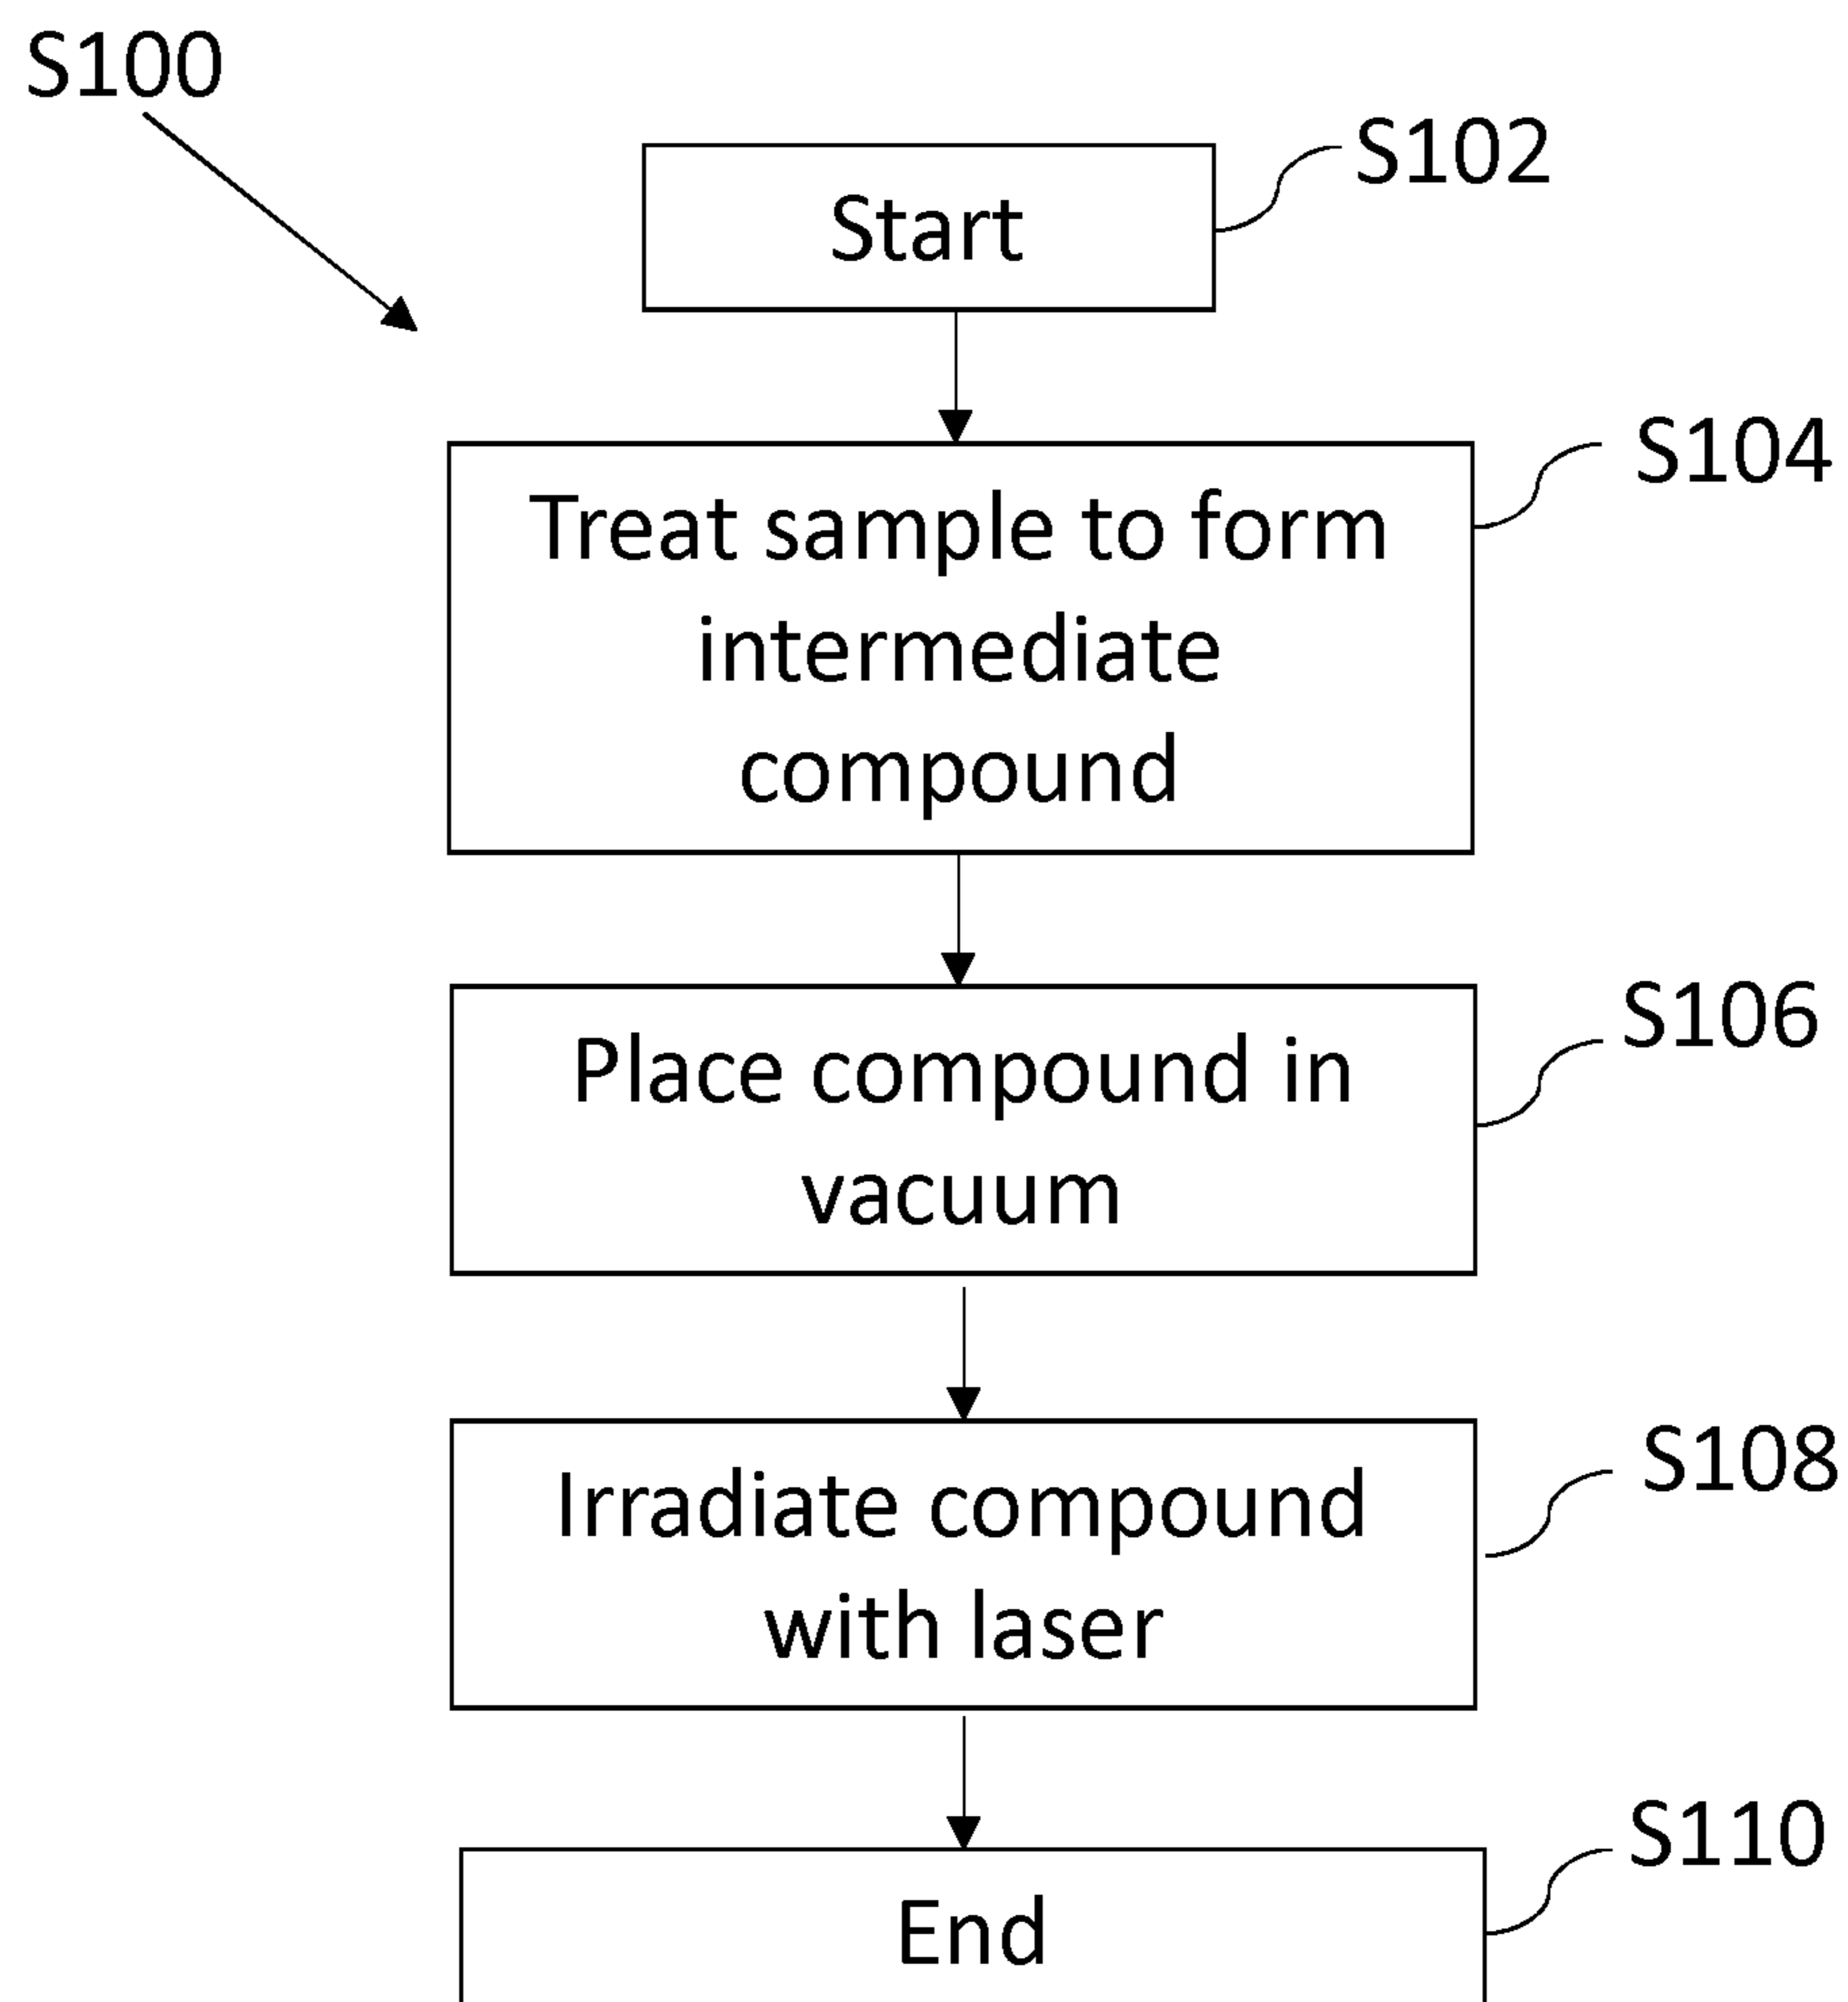 S100
S102
Start
S104
Treat sample to form
intermediate
compound
S106
Place compound in
vacuum
S108
Irradiate compound
with laser
S110
End